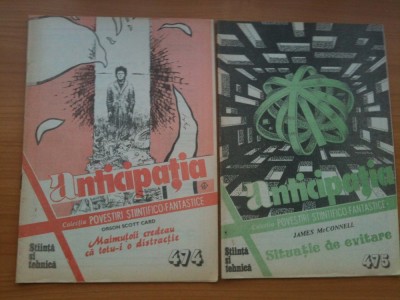 Anticipația
Colecția POVESTIRI ȘTIINȚIFICO-FANTASTICE
ORSON SCOTT CARD
Maimuțoii credeau
că totu-i o distracție
Știință
și
tehnică
474
Anticipația
Colecția POVESTIRI ȘTIINȚIFICO-FANTASTICE
JAMES McCONNELL
Situație de evitare
Știință
și
tehnică
475